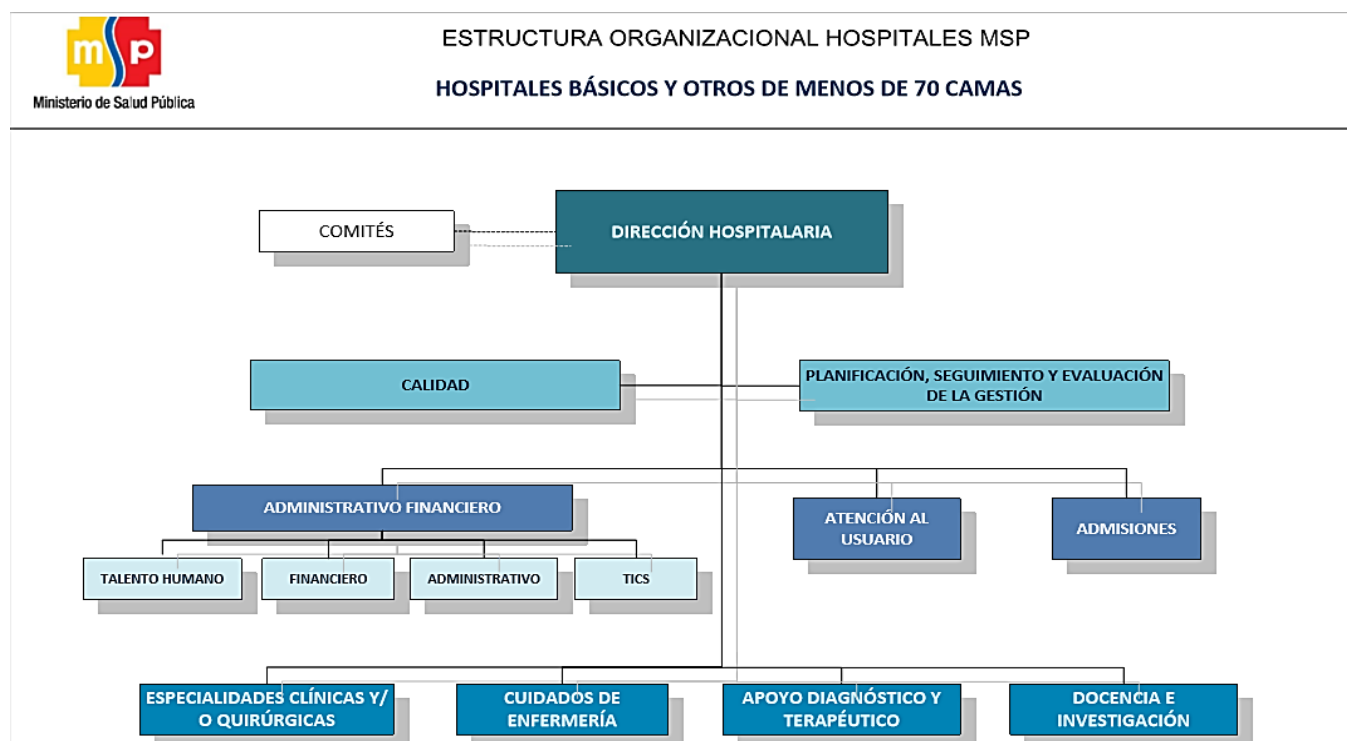 msp
Ministerio de Salud Pública
ESTRUCTURA ORGANIZACIONAL HOSPITALES MSP
HOSPITALES BÁSICOS Y OTROS DE MENOS DE 70 CAMAS
COMITÉS
DIRECCIÓN HOSPITALARIA
CALIDAD
PLANIFICACIÓN, SEGUIMIENTO Y EVALUACIÓN
DE LA GESTIÓN
ADMINISTRATIVO FINANCIERO
ATENCIÓN AL
USUARIO
ADMISIONES
TALENTO HUMANO
FINANCIERO
ADMINISTRATIVO
TICS
ESPECIALIDADES CLÍNICAS Y/
O QUIRÚRGICAS
CUIDADOS DE
ENFERMERÍA
APOYO DIAGNÓSTICO Y
TERAPÉUTICO
DOCENCIA E
INVESTIGACIÓN